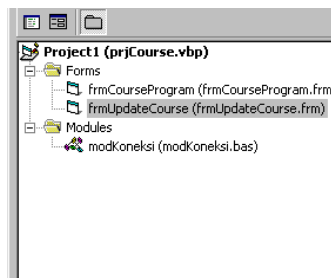 Project1 (prjCourse.vbp)
Forms
frmCourseProgram (frmCourseProgram.frm
frmUpdateCourse (frmUpdateCourse.frm)
Modules
modKoneksi (modKoneksi.bas)